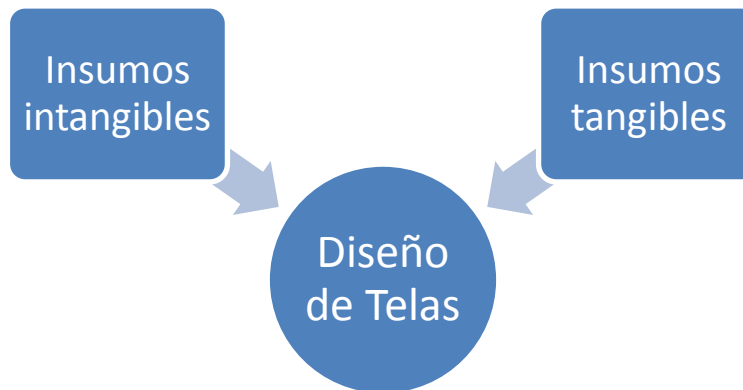 Insumos
intangibles
Insumos
tangibles
Diseño
de Telas